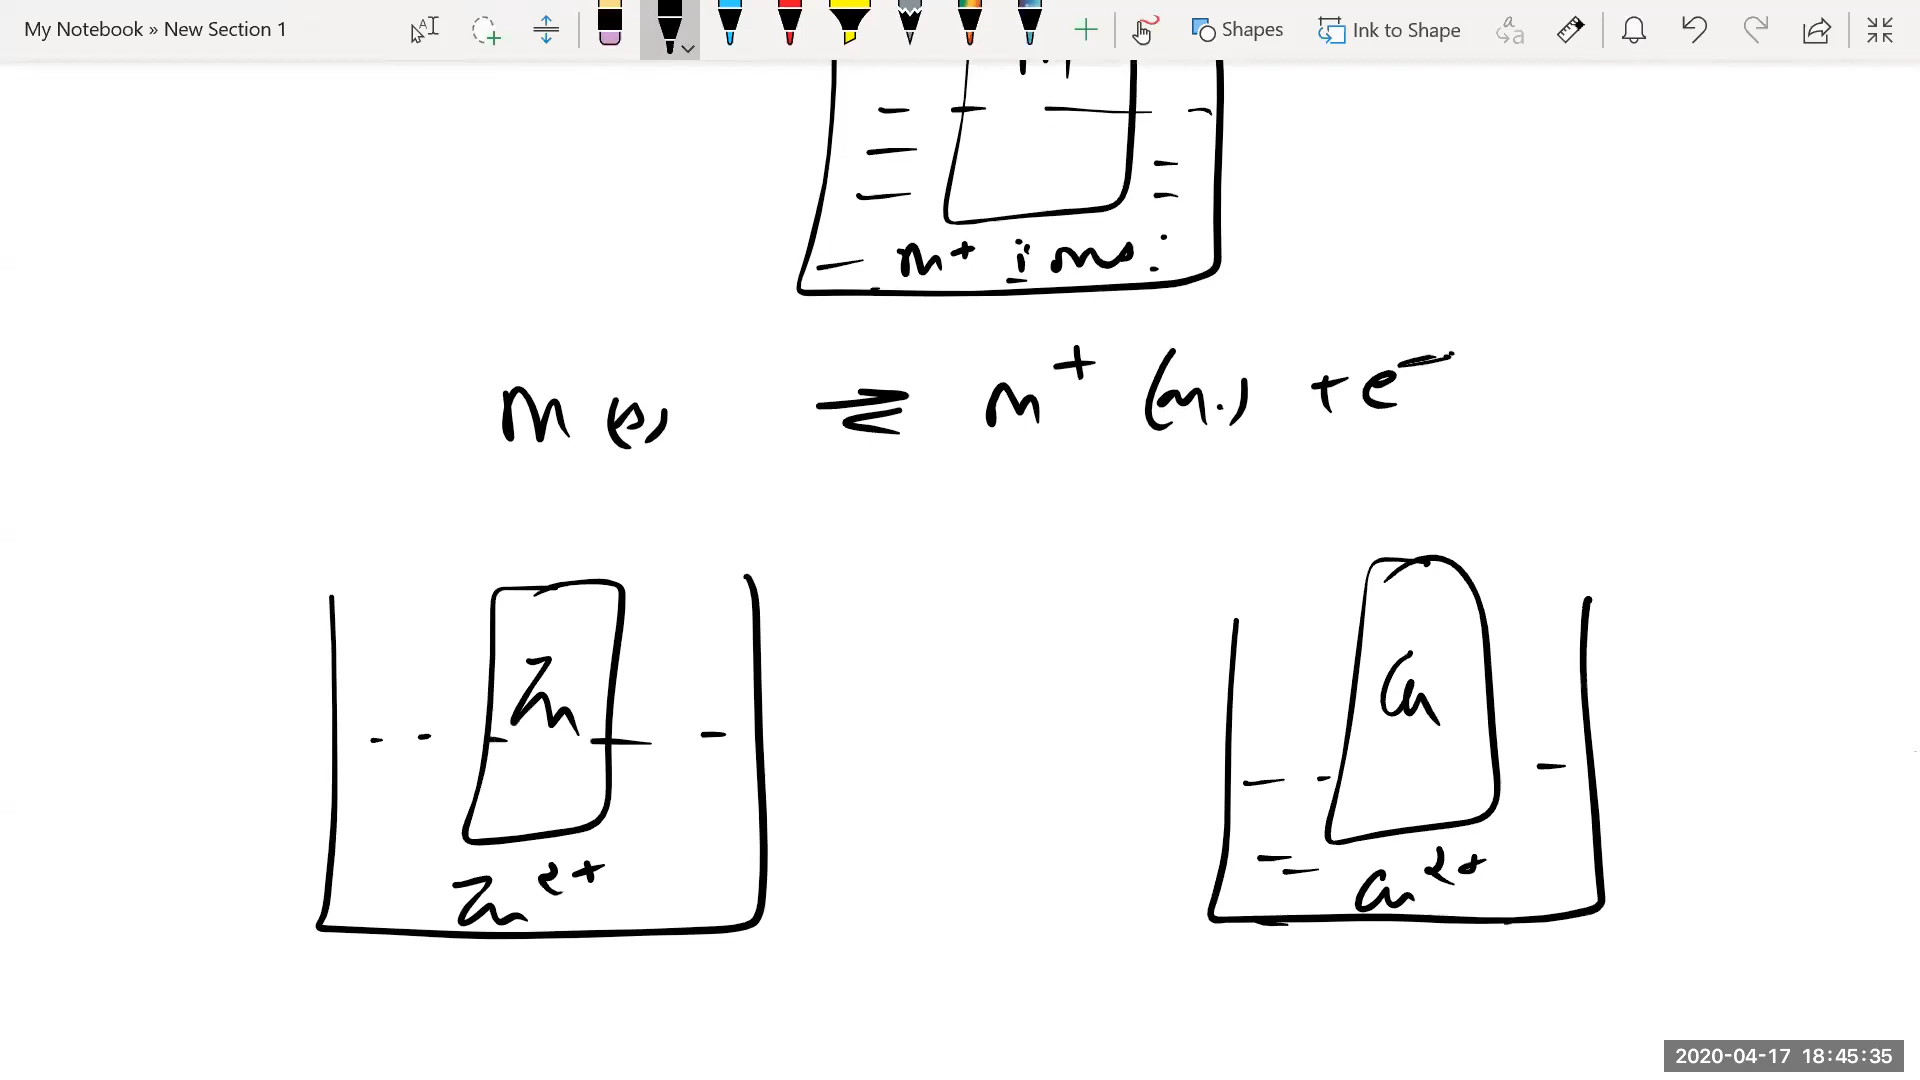 My Notebook » New Section 1
Shapes
Ink to Shape
m⁺ ions
M (s) ⇌ m⁺ (aq.) + e⁻
Zn
Cu
Zn²⁺
Cu²⁺
2020-04-17 18:45:35